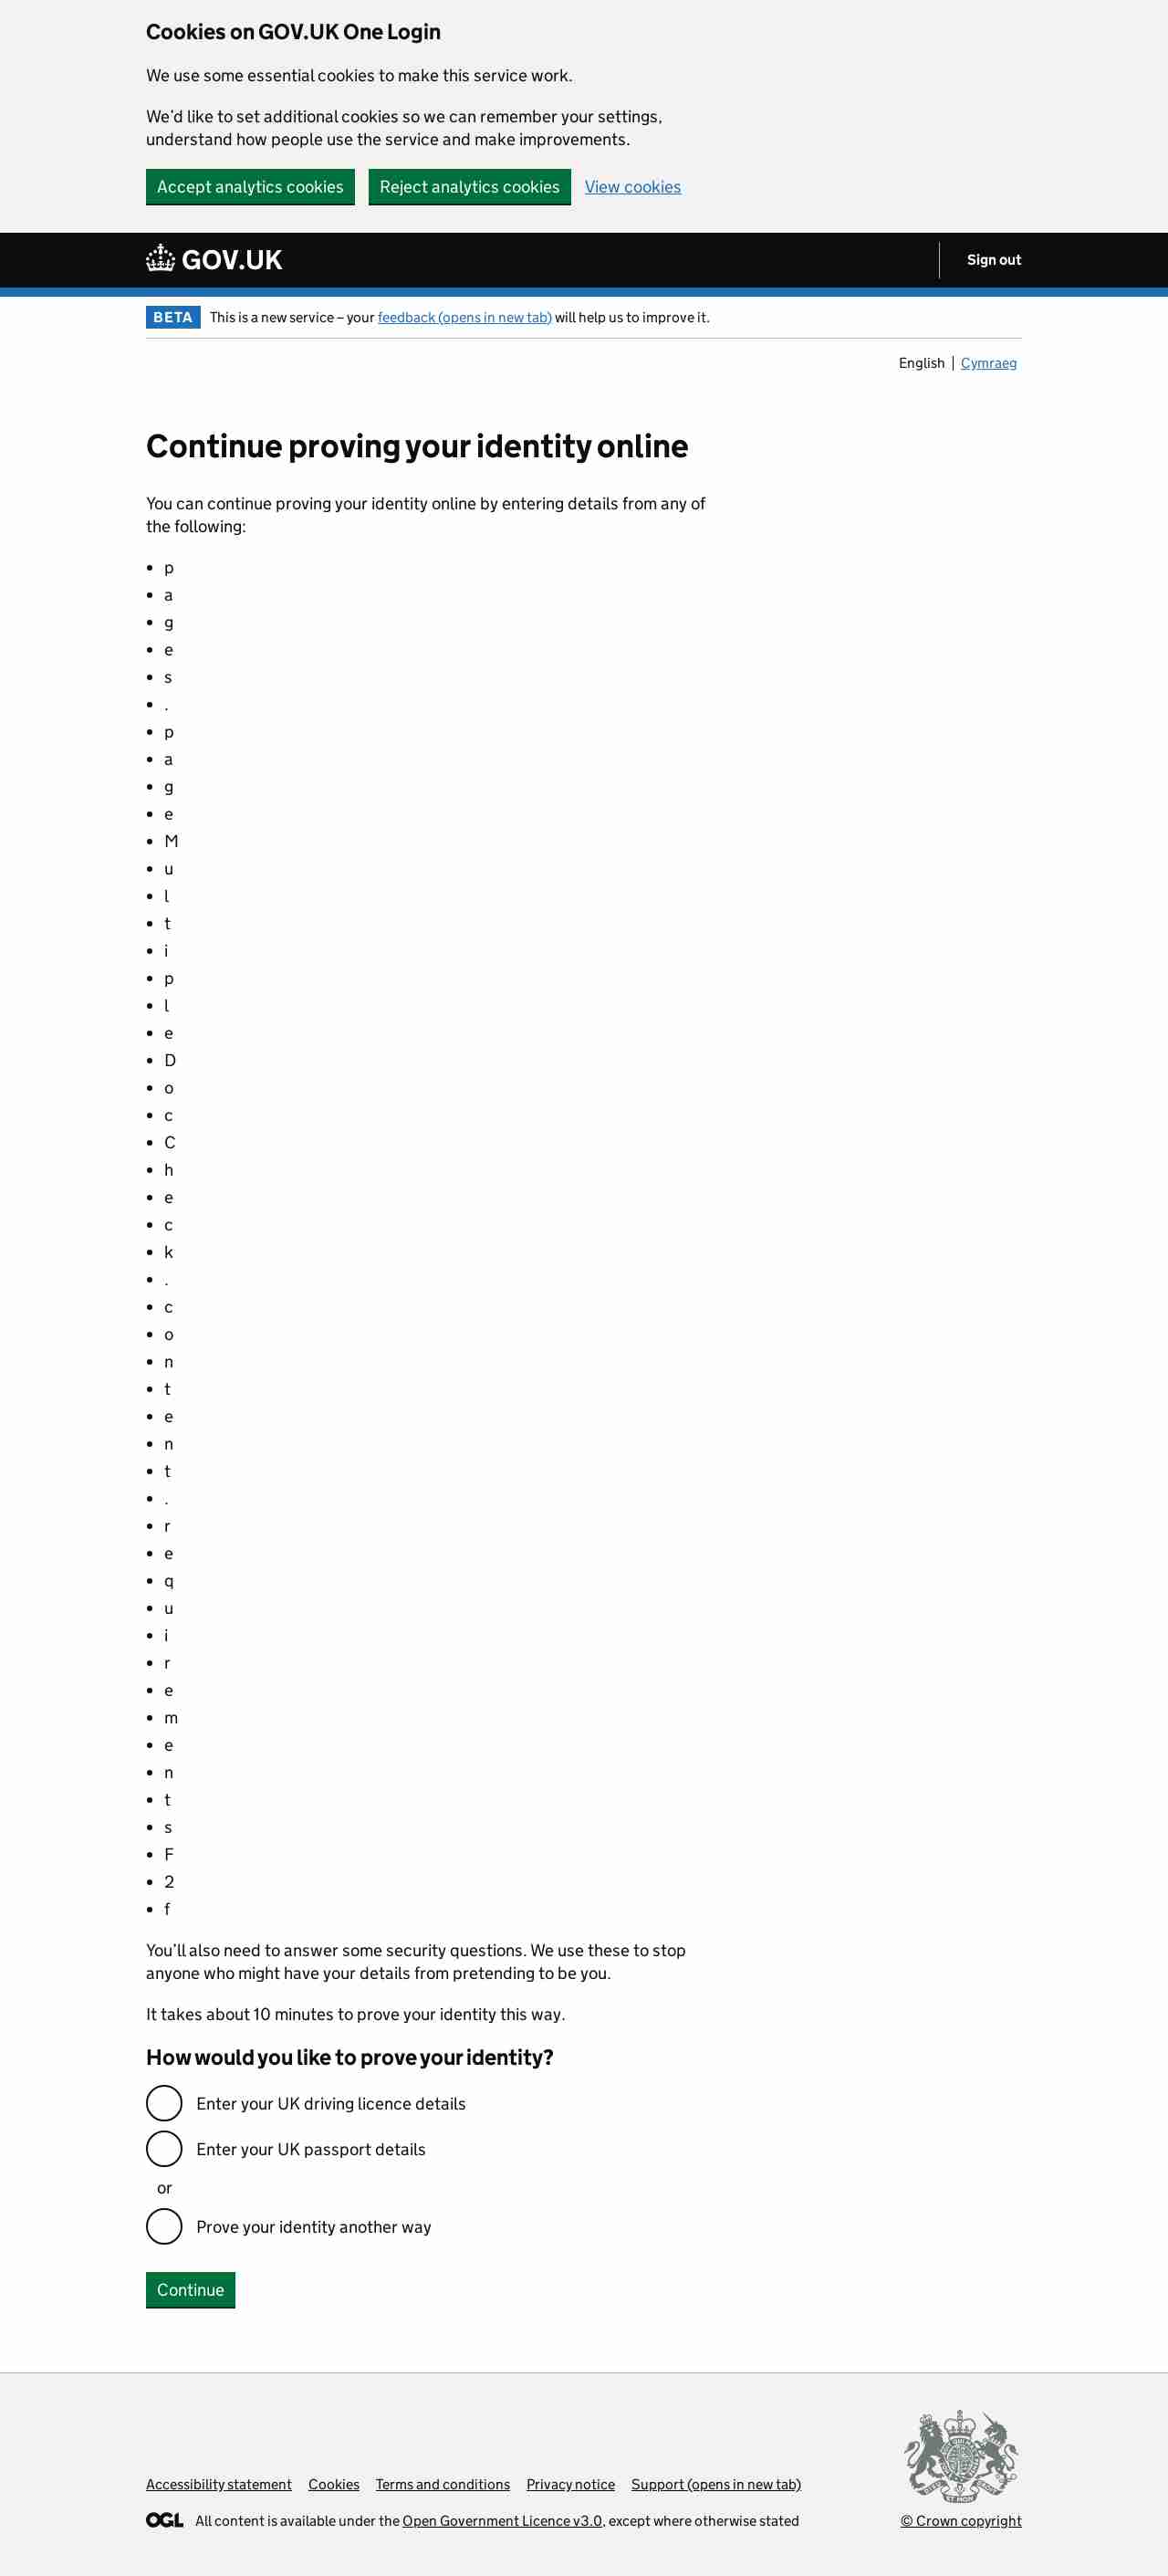 Cookies on GOV.UK One Login
We use some essential cookies to make this service work.
We’d like to set additional cookies so we can remember your settings,
understand how people use the service and make improvements.
Accept analytics cookies Reject analytics cookies View cookies
GOV.UK Sign out
BETA This is a new service – your feedback (opens in new tab) will help us to improve it.
English | Cymraeg
Continue proving your identity online
You can continue proving your identity online by entering details from any of
the following:
• p
• a
• g
• e
• s
• .
• p
• a
• g
• e
• M
• u
• l
• t
• i
• p
• l
• e
• D
• o
• c
• C
• h
• e
• c
• k
• .
• c
• o
• n
• t
• e
• n
• t
• .
• r
• e
• q
• u
• i
• r
• e
• m
• e
• n
• t
• s
• F
• 2
• f
You’ll also need to answer some security questions. We use these to stop
anyone who might have your details from pretending to be you.
It takes about 10 minutes to prove your identity this way.
How would you like to prove your identity?
Enter your UK driving licence details
Enter your UK passport details
or
Prove your identity another way
Continue
Accessibility statement Cookies Terms and conditions Privacy notice Support (opens in new tab)
OGL All content is available under the Open Government Licence v3.0, except where otherwise stated
© Crown copyright